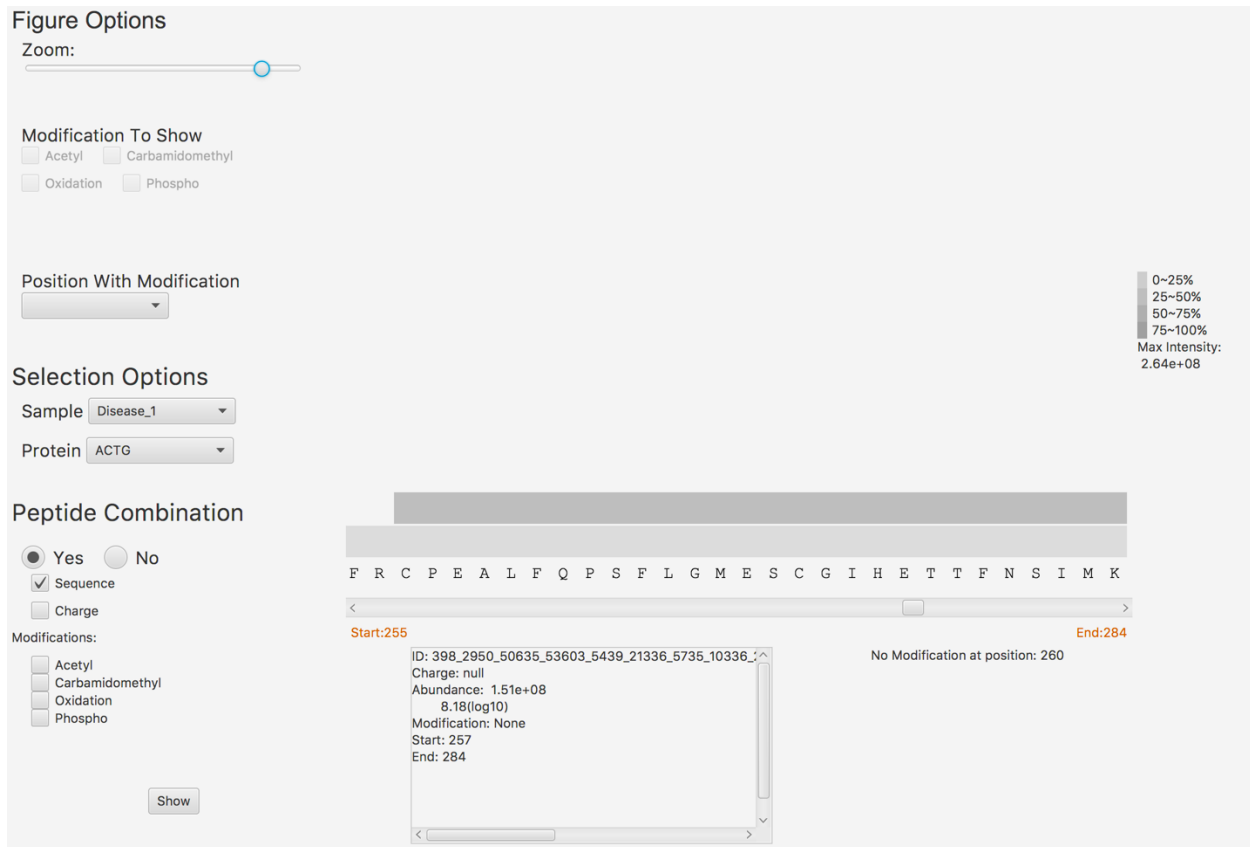 Figure Options
Zoom:
Modification To Show
Acetyl Carbamidomethyl
Oxidation Phospho
Position With Modification
0~25%
25~50%
50~75%
75~100%
Max Intensity:
2.64e+08
Selection Options
Sample Disease_1
Protein ACTG
Peptide Combination
Yes No
Sequence
Charge
Modifications:
Acetyl
Carbamidomethyl
Oxidation
Phospho
Show
F R C P E A L F Q P S F L G M E S C G I H E T T F N S I M K
Start:255 End:284
ID: 398_2950_50635_53603_5439_21336_5735_10336_
Charge: null
Abundance: 1.51e+08
8.18(log10)
Modification: None
Start: 257
End: 284
No Modification at position: 260